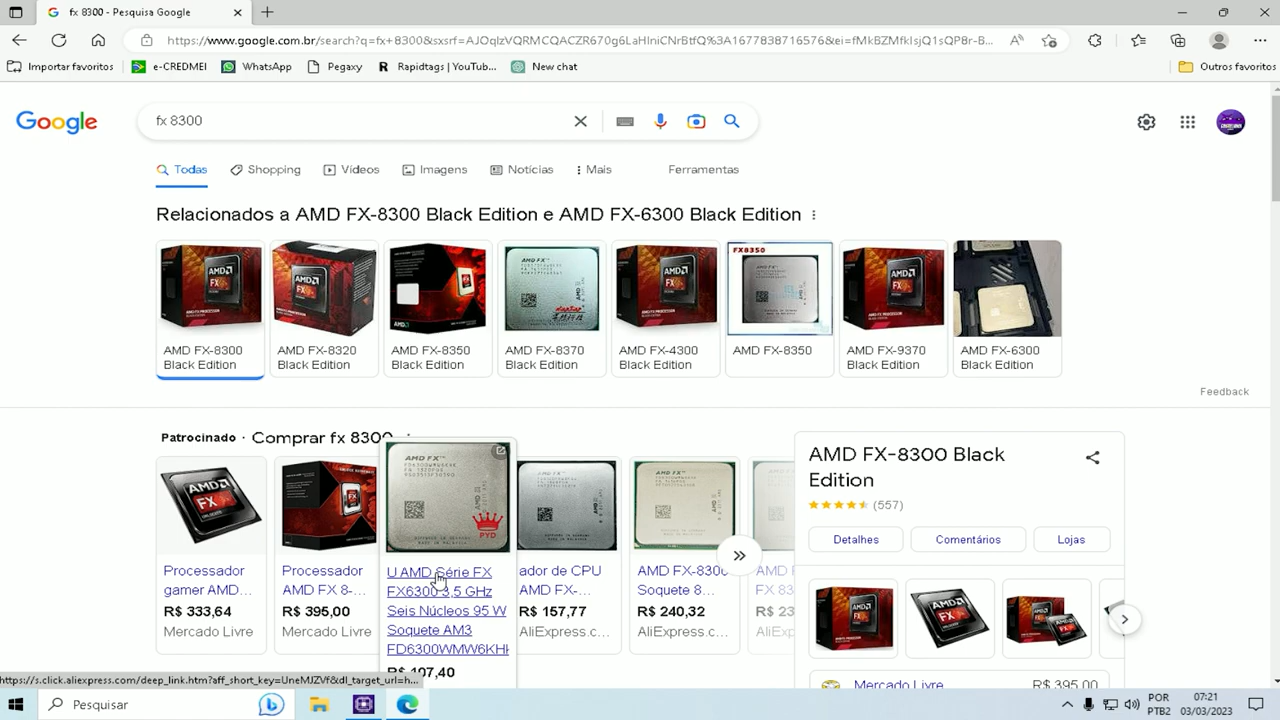 fx 8300 - Pesquisa Google
https://www.google.com.br/search?q=fx+8300&sxsrf=AJOqlzVQRMCQACZR670g6LaHlniCNrBtfQ%3A1677838716576&ei=fMkBZMfkIsjQ1sQP8r-B...
Importar favoritos
e-CREDMEI
WhatsApp
Pegaxy
Rapidtags | YouTub...
New chat
Outros favoritos
Google
fx 8300
Todas
Shopping
Vídeos
Imagens
Notícias
Mais
Ferramentas
Relacionados a AMD FX-8300 Black Edition e AMD FX-6300 Black Edition
FX8350
AMD FX-8300
Black Edition
AMD FX-8320
Black Edition
AMD FX-8350
Black Edition
AMD FX-8370
Black Edition
AMD FX-4300
Black Edition
AMD FX-8350
AMD FX-9370
Black Edition
AMD FX-6300
Black Edition
Feedback
Patrocinado · Comprar fx 8300
PYD
Processador
gamer AMD...
R$ 333,64
Mercado Livre
Processador
AMD FX 8-...
R$ 395,00
Mercado Livre
U AMD Série FX
FX6300 3,5 GHz
Seis Núcleos 95 W
Soquete AM3
FD6300WMW6KHK
R$ 107,40
ador de CPU
AMD FX-...
R$ 157,77
AliExpress.c...
AMD FX-8300
Soquete 8...
R$ 240,32
AliExpress.c...
AMD F
FX-83
R$ 23
AliExp
AMD FX-8300 Black
Edition
(557)
Detalhes
Comentários
Lojas
Mercado Livre
R$ 395,00
https://s.click.aliexpress.com/deep_link.htm?aff_short_key=UneMJZVf&dl_target_url=h...
Pesquisar
POR
PTB2
07:21
03/03/2023